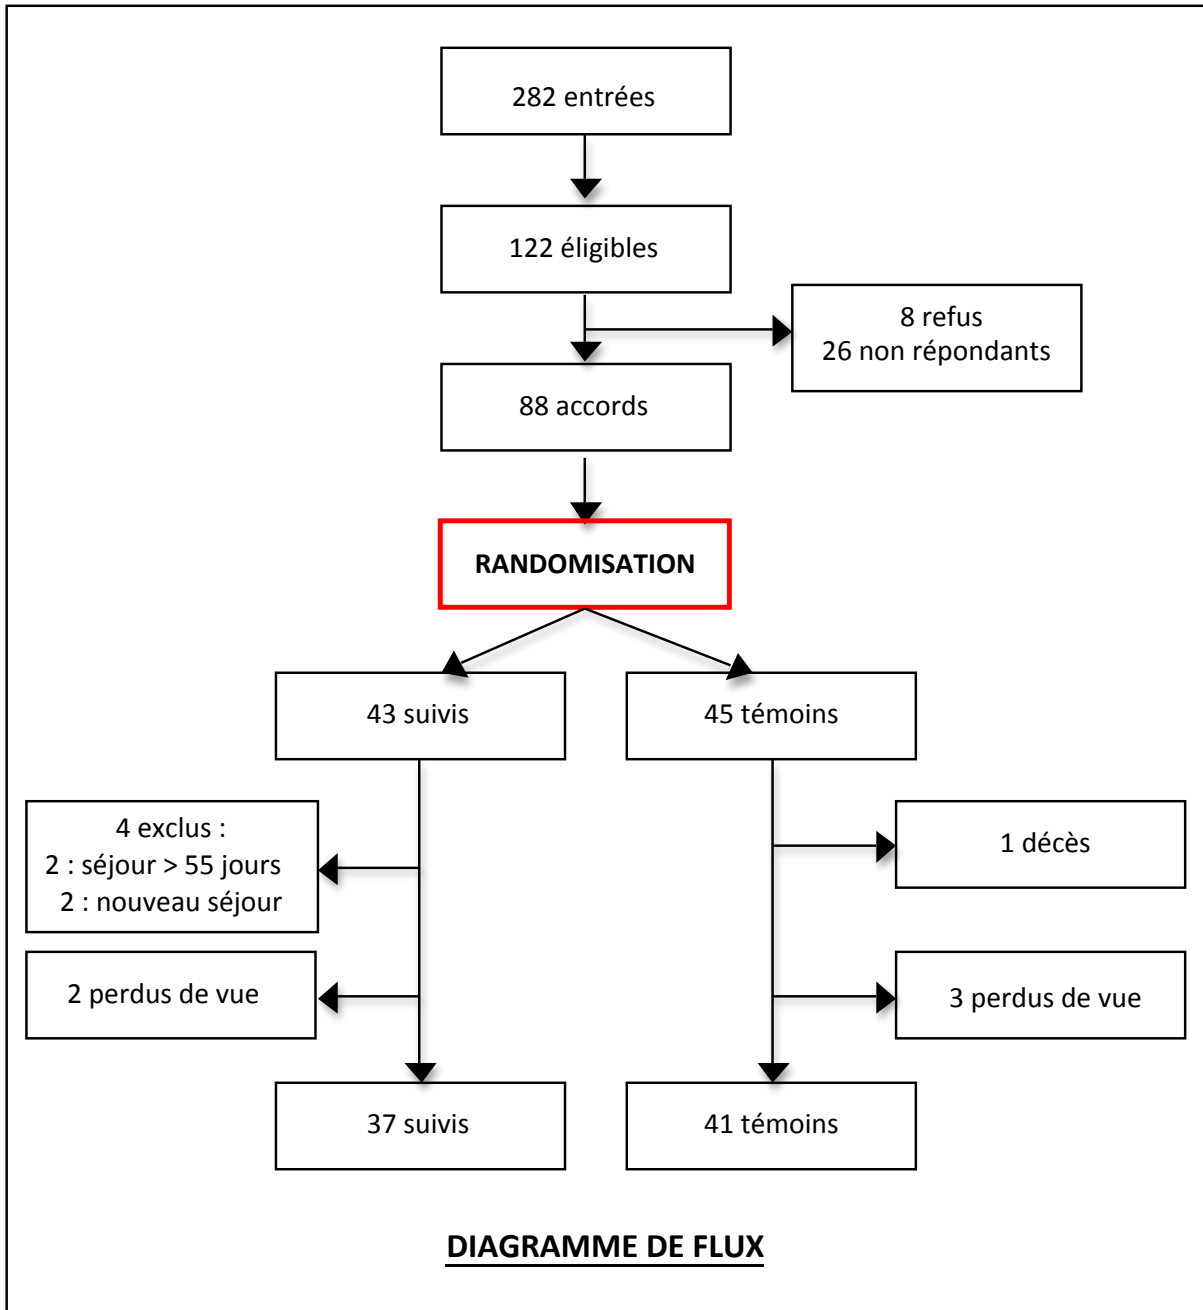 282 entrées
122 éligibles
8 refus
26 non répondants
88 accords
RANDOMISATION
43 suivis
45 témoins
4 exclus :
2 : séjour > 55 jours
2 : nouveau séjour
1 décès
2 perdus de vue
3 perdus de vue
37 suivis
41 témoins
DIAGRAMME DE FLUX